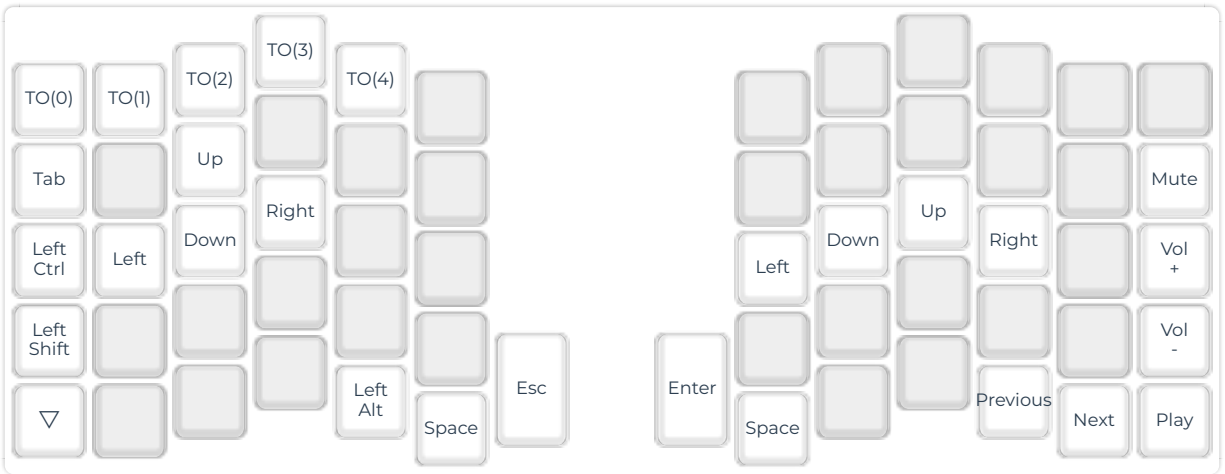 TO(0)
TO(1)
TO(2)
TO(3)
TO(4)
Tab
Up
Mute
Left
Ctrl
Left
Down
Right
Left
Down
Up
Right
Vol
+
Left
Shift
Vol
-
▽
Left
Alt
Space
Esc
Enter
Space
Previous
Next
Play